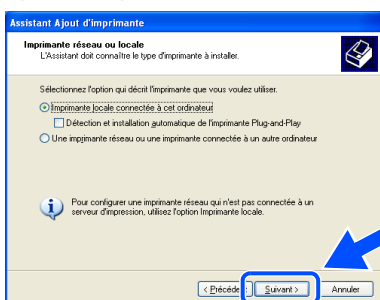 Assistant Ajout d'imprimante
Imprimante réseau ou locale
L'Assistant doit connaître le type d'imprimante à installer.
Sélectionnez l'option qui décrit l'imprimante que vous voulez utiliser.
Imprimante locale connectée à cet ordinateur
Détection et installation automatique de l'imprimante Plug-and-Play
Une imprimante réseau ou une imprimante connectée à un autre ordinateur
Pour configurer une imprimante réseau qui n'est pas connectée à un
serveur d'impression, utilisez l'option Imprimante locale.
< Précéde Suivant > Annuler